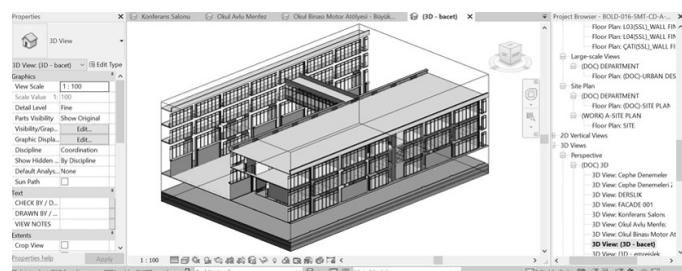 Properties
3D View
3D View: (3D - bacet)
Edit Type
Graphics
View Scale 1 : 100
Scale Value 1: 100
Detail Level Fine
Parts Visibility Show Original
Visibility/Grap... Edit...
Graphic Displa... Edit...
Discipline Coordination
Show Hidden ... By Discipline
Default Analys... None
Sun Path
Text
CHECK BY / D...
DRAWN BY / ...
VIEW NOTES
Extents
Crop View
Properties help
Apply
Konferans Salonu
Okul Avlu Menfez
Okul Binası Motor Atölyesi - Büyük...
(3D - bacet)
1 : 100
Project Browser - BOLD-016-SMT-CD-A-...
Floor Plan: L03(SSL)_WALL FIN
Floor Plan: L04(SSL)_WALL FIN
Floor Plan: ÇATI(SSL)_WALL FI
Large-scale Views
(DOC) DEPARTMENT
Floor Plan: (DOC)-URBAN DES
Site Plan
(DOC) DEPARTMENT
Floor Plan: (DOC)-SITE PLAN
(WORK) A-SITE PLAN
Floor Plan: SITE
2D Vertical Views
3D Views
Perspective
(DOC) 3D
3D View: Cephe Denemeler
3D View: Cephe Denemeleri 2
3D View: DERSLIK
3D View: FACADE 001
3D View: Konferans Salonu
3D View: Okul Avlu Menfez
3D View: Okul Binası Motor At
3D View: (3D - bacet)